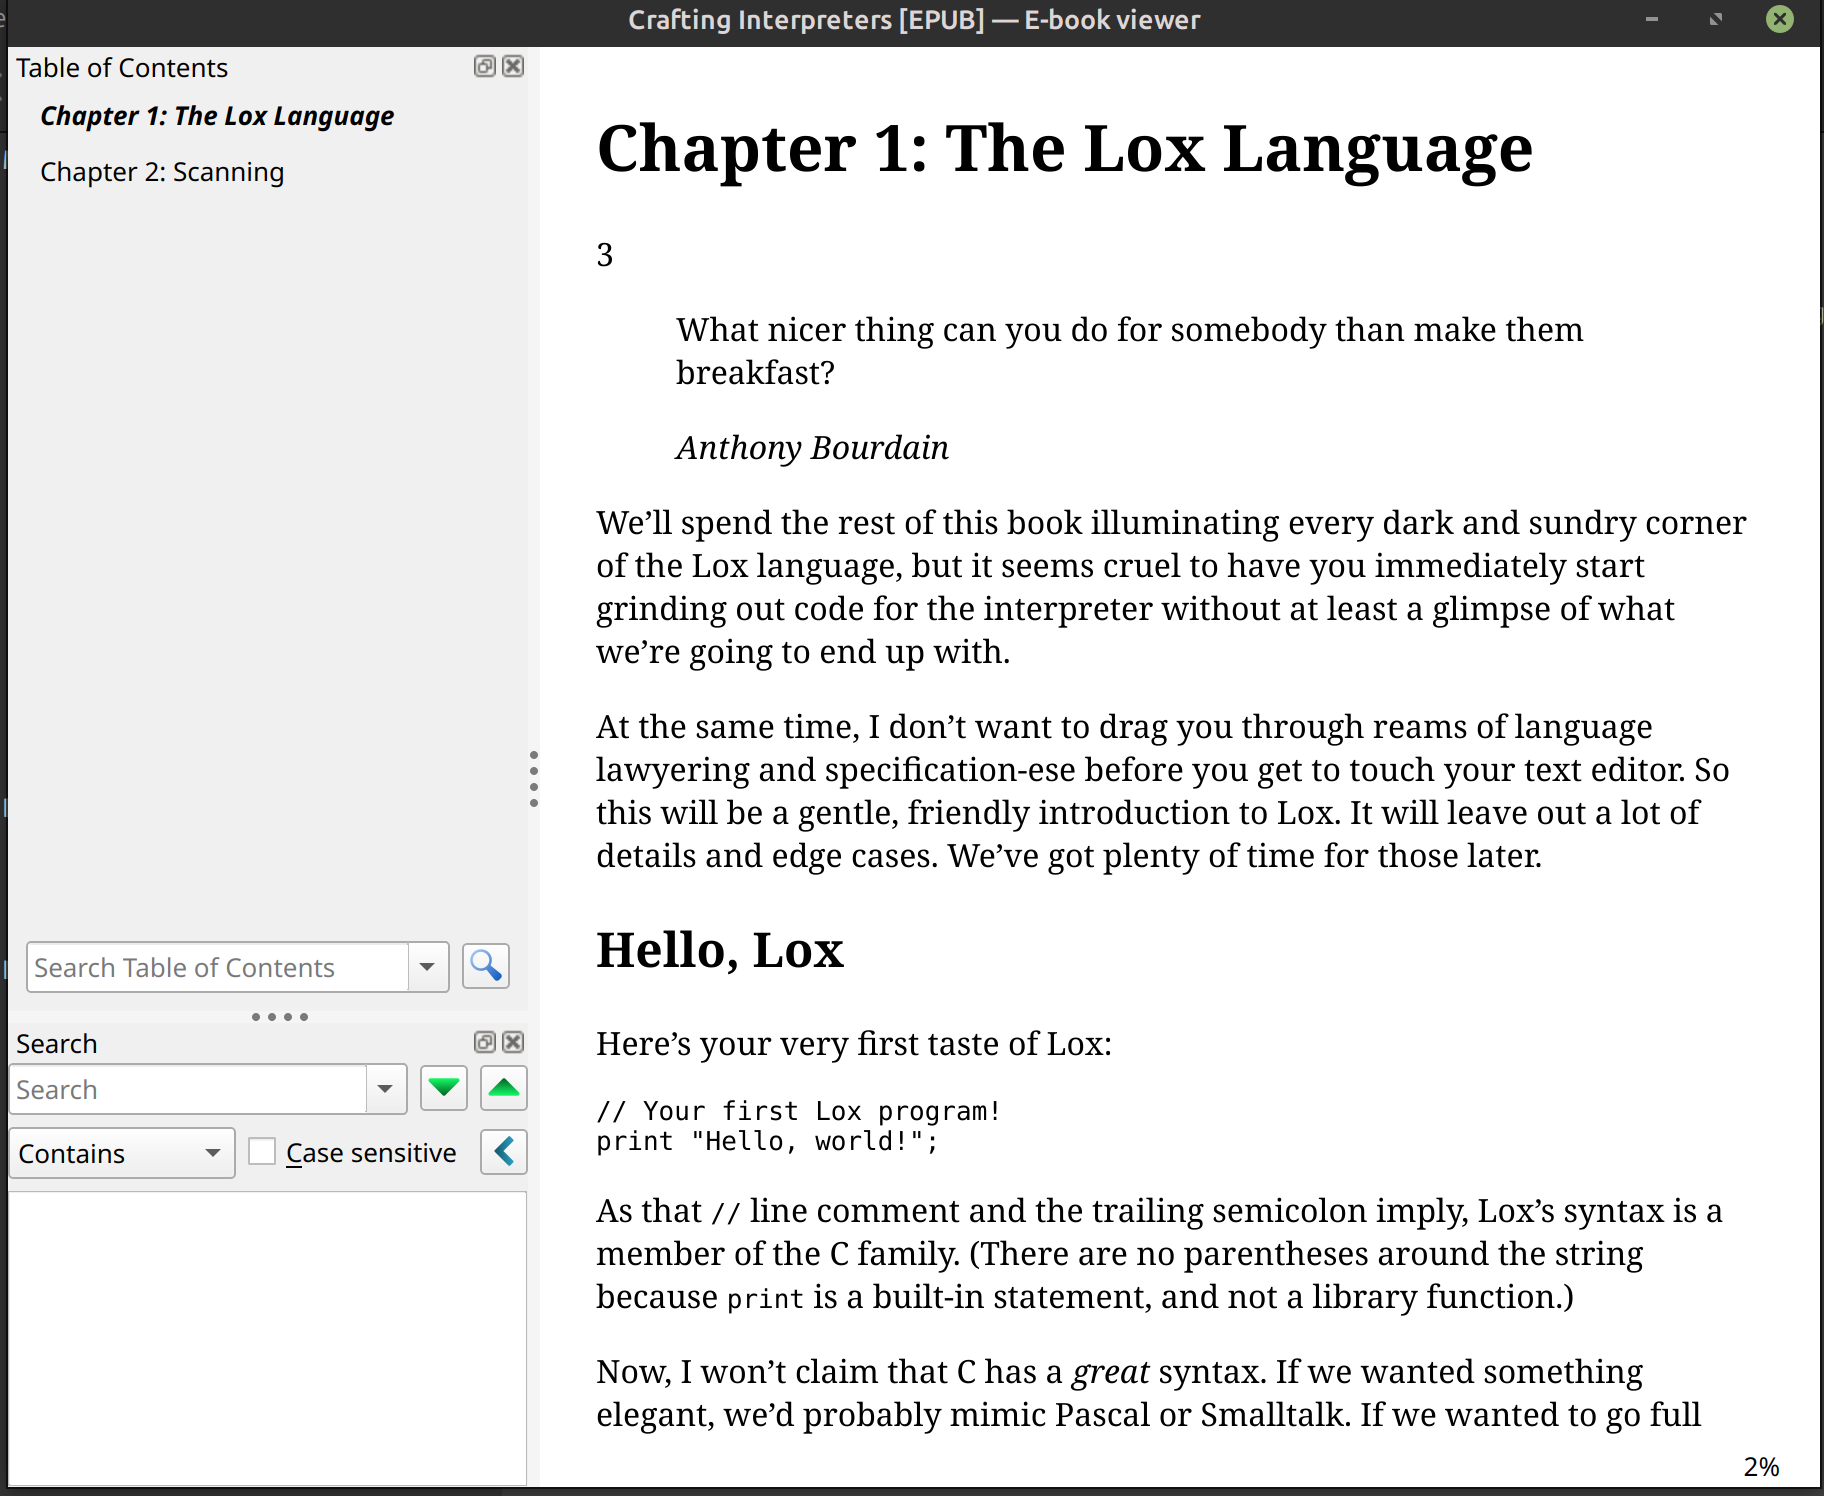 Crafting Interpreters [EPUB] — E-book viewer
Table of Contents
Chapter 1: The Lox Language
Chapter 2: Scanning
Search Table of Contents
Search
Search
Contains
Case sensitive
Chapter 1: The Lox Language
3
What nicer thing can you do for somebody than make them
breakfast?
Anthony Bourdain
We’ll spend the rest of this book illuminating every dark and sundry corner
of the Lox language, but it seems cruel to have you immediately start
grinding out code for the interpreter without at least a glimpse of what
we’re going to end up with.
At the same time, I don’t want to drag you through reams of language
lawyering and specification-ese before you get to touch your text editor. So
this will be a gentle, friendly introduction to Lox. It will leave out a lot of
details and edge cases. We’ve got plenty of time for those later.
Hello, Lox
Here’s your very first taste of Lox:
// Your first Lox program!
print "Hello, world!";
As that // line comment and the trailing semicolon imply, Lox’s syntax is a
member of the C family. (There are no parentheses around the string
because print is a built-in statement, and not a library function.)
Now, I won’t claim that C has a great syntax. If we wanted something
elegant, we’d probably mimic Pascal or Smalltalk. If we wanted to go full
2%